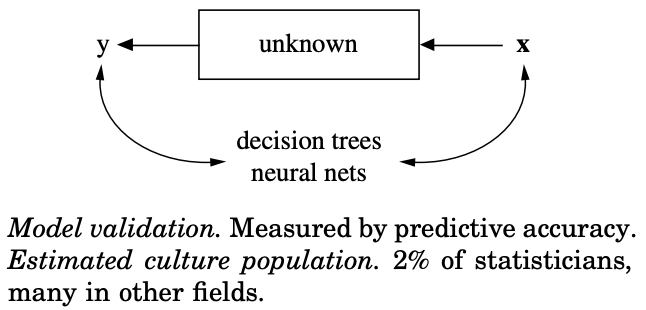 y unknown x
decision trees
neural nets
Model validation. Measured by predictive accuracy.
Estimated culture population. 2% of statisticians,
many in other fields.